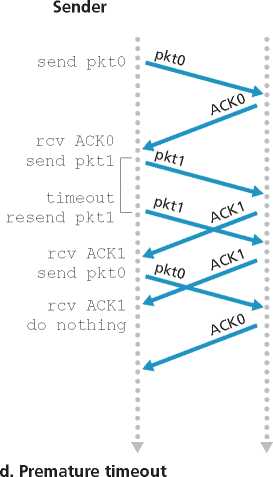 Sender
send pkt0
pkt0
ACK0
rcv ACK0
send pkt1
pkt1
timeout
resend pkt1
pkt1
ACK1
rcv ACK1
send pkt0
pkt0
ACK1
rcv ACK1
do nothing
ACK0
d. Premature timeout